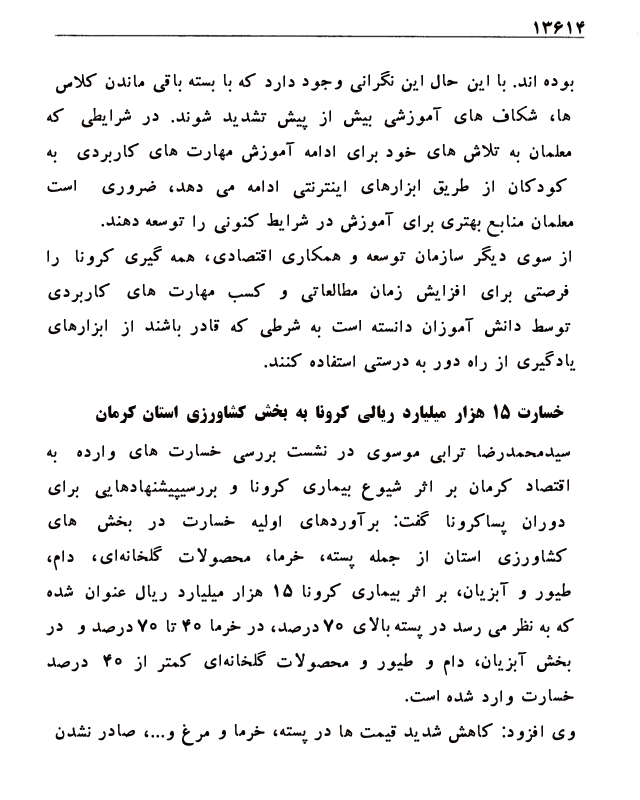 ۱۳۶۱۴
بوده اند. با این حال این نگرانی وجود دارد که با بسته باقی ماندن کلاس
ها، شکاف های آموزشی بیش از پیش تشدید شوند. در شرایطی که
معلمان به تلاش های خود برای ادامه آموزش مهارت های کاربردی به
کودکان از طریق ابزارهای اینترنتی ادامه می دهد، ضروری است
معلمان منابع بهتری برای آموزش در شرایط کنونی را توسعه دهند.
از سوی دیگر سازمان توسعه و همکاری اقتصادی، همه گیری کرونا را
فرصتی برای افزایش زمان مطالعاتی و کسب مهارت های کاربردی
توسط دانش آموزان دانسته است به شرطی که قادر باشند از ابزارهای
یادگیری از راه دور به درستی استفاده کنند.
خسارت ۱۵ هزار میلیارد ریالی کرونا به بخش کشاورزی استان کرمان
سیدمحمدرضا ترابی موسوی در نشست بررسی خسارت های وارده به
اقتصاد کرمان بر اثر شیوع بیماری کرونا و بررسیپیشنهادهایی برای
دوران پساکرونا گفت: برآوردهای اولیه خسارت در بخش های
کشاورزی استان از جمله پسته، خرما، محصولات گلخانه‌ای، دام،
طیور و آبزیان، بر اثر بیماری کرونا ۱۵ هزار میلیارد ریال عنوان شده
که به نظر می رسد در پسته بالای ۷۰ درصد، در خرما ۴۰ تا ۷۰ درصد و در
بخش آبزیان، دام و طیور و محصولات گلخانه‌ای کمتر از ۴۰ درصد
خسارت وارد شده است.
وی افزود: کاهش شدید قیمت ها در پسته، خرما و مرغ و...، صادر نشدن